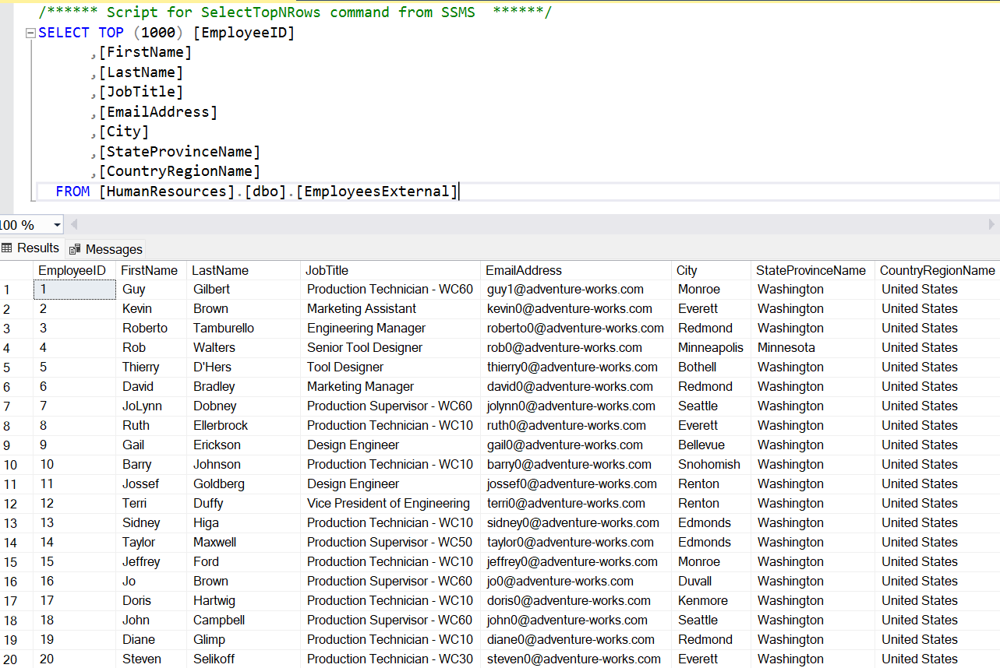 /****** Script for SelectTopNRows command from SSMS  ******/
SELECT TOP (1000) [EmployeeID]
,[FirstName]
,[LastName]
,[JobTitle]
,[EmailAddress]
,[City]
,[StateProvinceName]
,[CountryRegionName]
FROM [HumanResources].[dbo].[EmployeesExternal]
100 %
Results Messages
EmployeeID FirstName LastName JobTitle EmailAddress City StateProvinceName CountryRegionName
1 1 Guy Gilbert Production Technician - WC60 guy1@adventure-works.com Monroe Washington United States
2 2 Kevin Brown Marketing Assistant kevin0@adventure-works.com Everett Washington United States
3 3 Roberto Tamburello Engineering Manager roberto0@adventure-works.com Redmond Washington United States
4 4 Rob Walters Senior Tool Designer rob0@adventure-works.com Minneapolis Minnesota United States
5 5 Thierry D'Hers Tool Designer thierry0@adventure-works.com Bothell Washington United States
6 6 David Bradley Marketing Manager david0@adventure-works.com Redmond Washington United States
7 7 JoLynn Dobney Production Supervisor - WC60 jolynn0@adventure-works.com Seattle Washington United States
8 8 Ruth Ellerbrock Production Technician - WC10 ruth0@adventure-works.com Everett Washington United States
9 9 Gail Erickson Design Engineer gail0@adventure-works.com Bellevue Washington United States
10 10 Barry Johnson Production Technician - WC10 barry0@adventure-works.com Snohomish Washington United States
11 11 Jossef Goldberg Design Engineer jossef0@adventure-works.com Renton Washington United States
12 12 Terri Duffy Vice President of Engineering terri0@adventure-works.com Renton Washington United States
13 13 Sidney Higa Production Technician - WC10 sidney0@adventure-works.com Edmonds Washington United States
14 14 Taylor Maxwell Production Supervisor - WC50 taylor0@adventure-works.com Edmonds Washington United States
15 15 Jeffrey Ford Production Technician - WC10 jeffrey0@adventure-works.com Monroe Washington United States
16 16 Jo Brown Production Supervisor - WC60 jo0@adventure-works.com Duvall Washington United States
17 17 Doris Hartwig Production Technician - WC10 doris0@adventure-works.com Kenmore Washington United States
18 18 John Campbell Production Supervisor - WC60 john0@adventure-works.com Seattle Washington United States
19 19 Diane Glimp Production Technician - WC10 diane0@adventure-works.com Redmond Washington United States
20 20 Steven Selikoff Production Technician - WC30 steven0@adventure-works.com Everett Washington United States